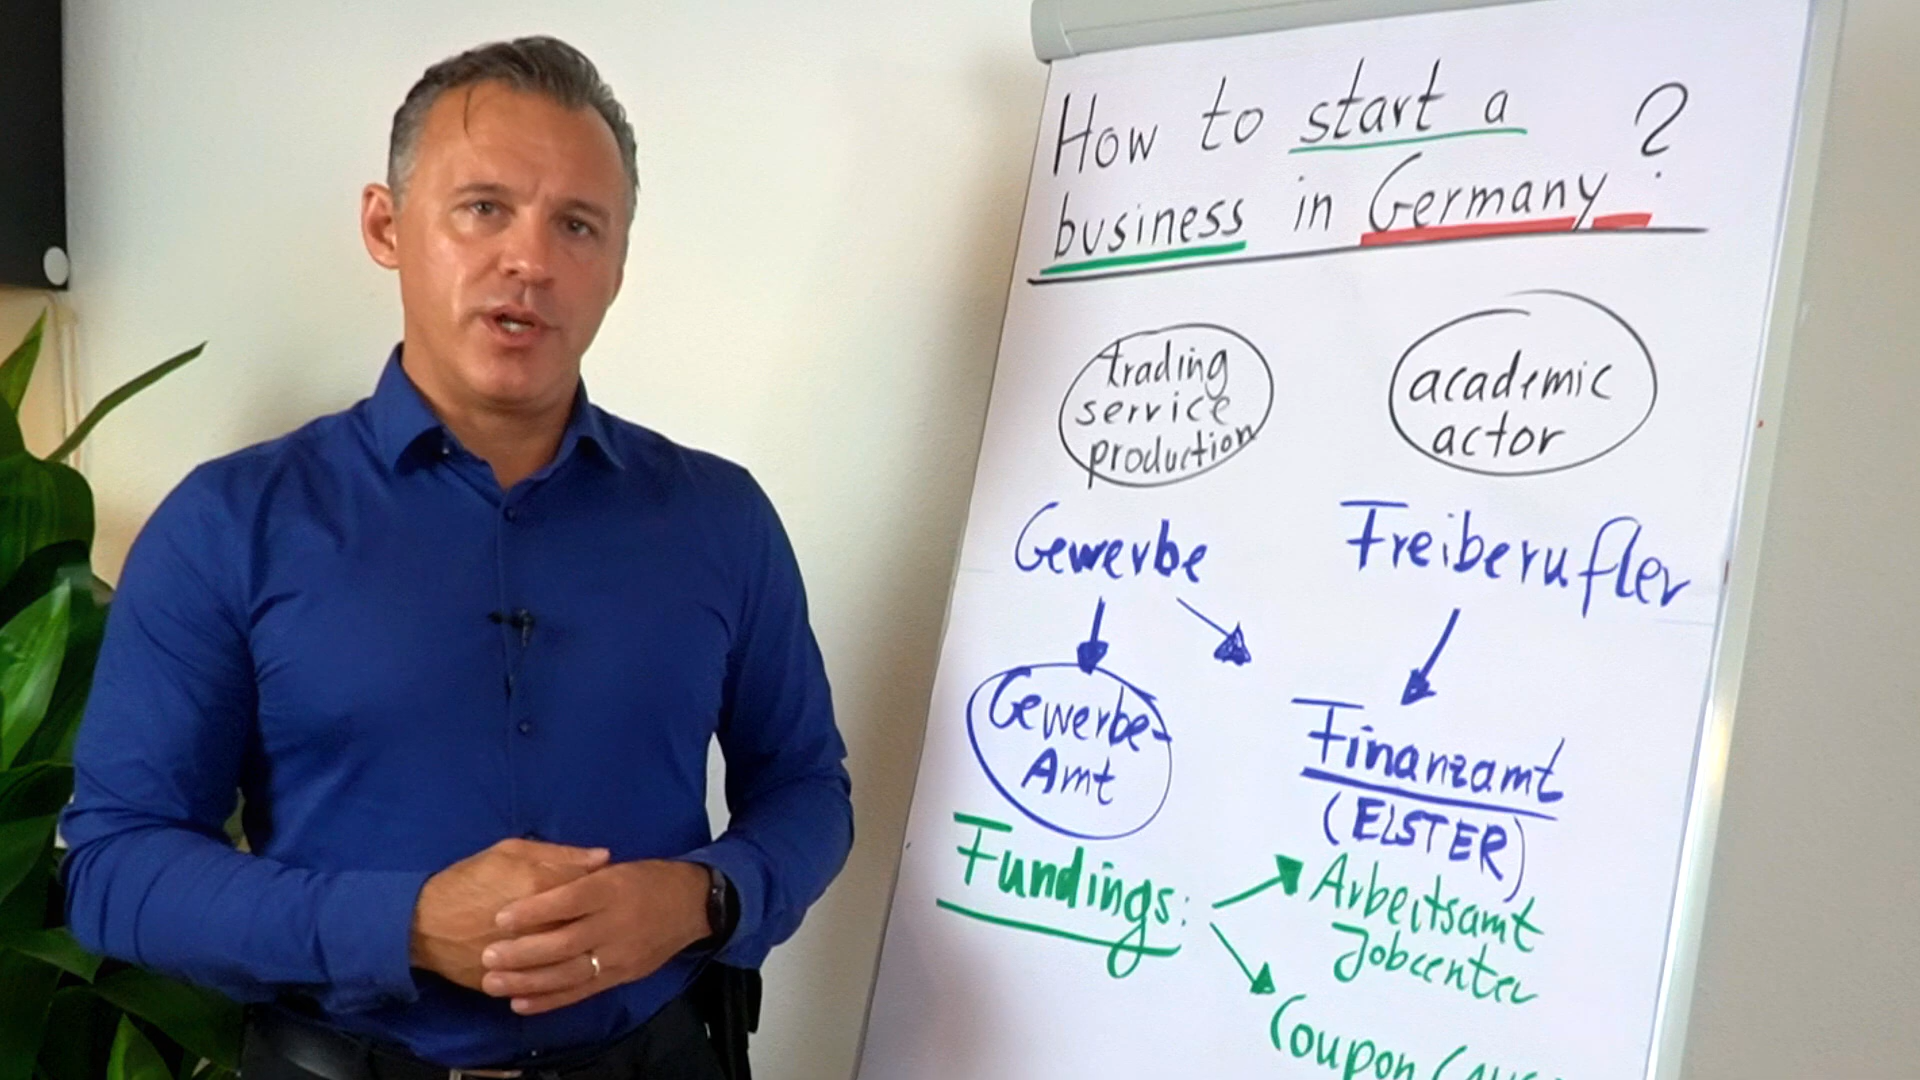 How to start a ?
business in Germany
trading
service
production
academic
actor
Gewerbe
Freiberufler
Gewerbe-
Amt
Finanzamt
(ELSTER)
Fundings:
Arbeitsamt
Jobcenter
Coupon